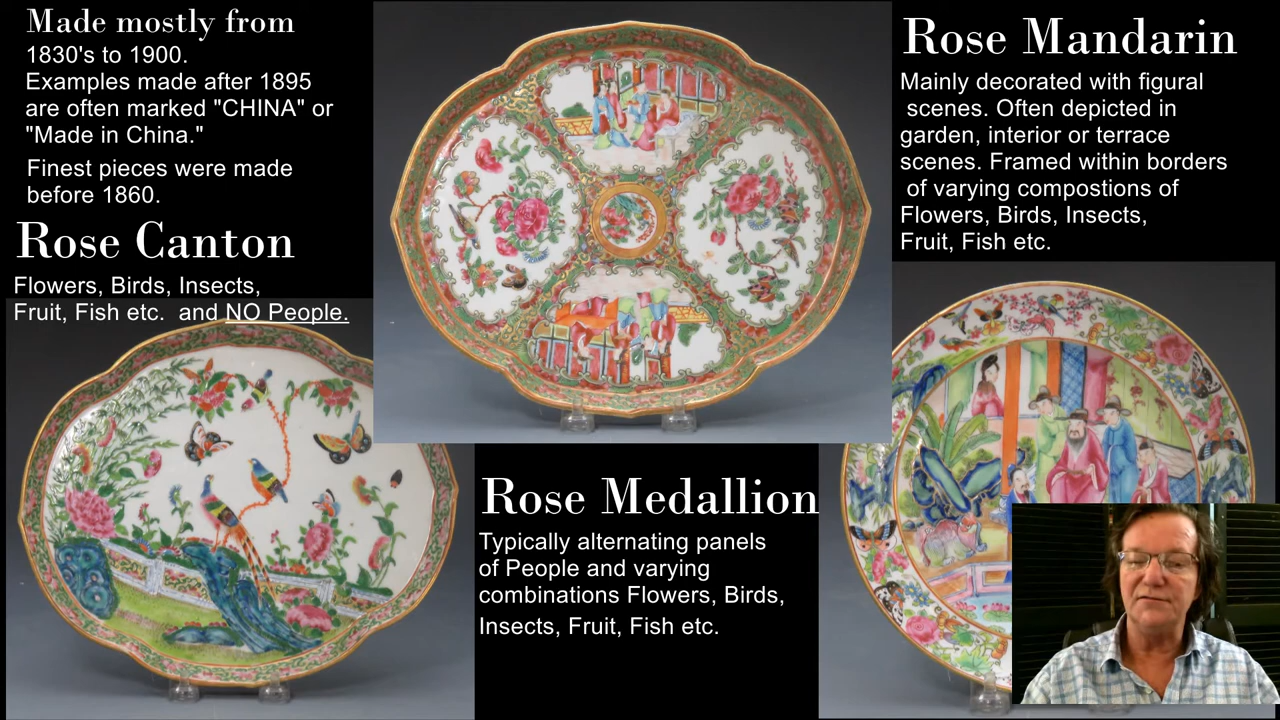 Made mostly from
1830's to 1900.
Examples made after 1895
are often marked "CHINA" or
"Made in China."
Finest pieces were made
before 1860.
Rose Canton
Flowers, Birds, Insects,
Fruit, Fish etc. and NO People.
Rose Medallion
Typically alternating panels
of People and varying
combinations Flowers, Birds,
Insects, Fruit, Fish etc.
Rose Mandarin
Mainly decorated with figural
scenes. Often depicted in
garden, interior or terrace
scenes. Framed within borders
of varying compostions of
Flowers, Birds, Insects,
Fruit, Fish etc.